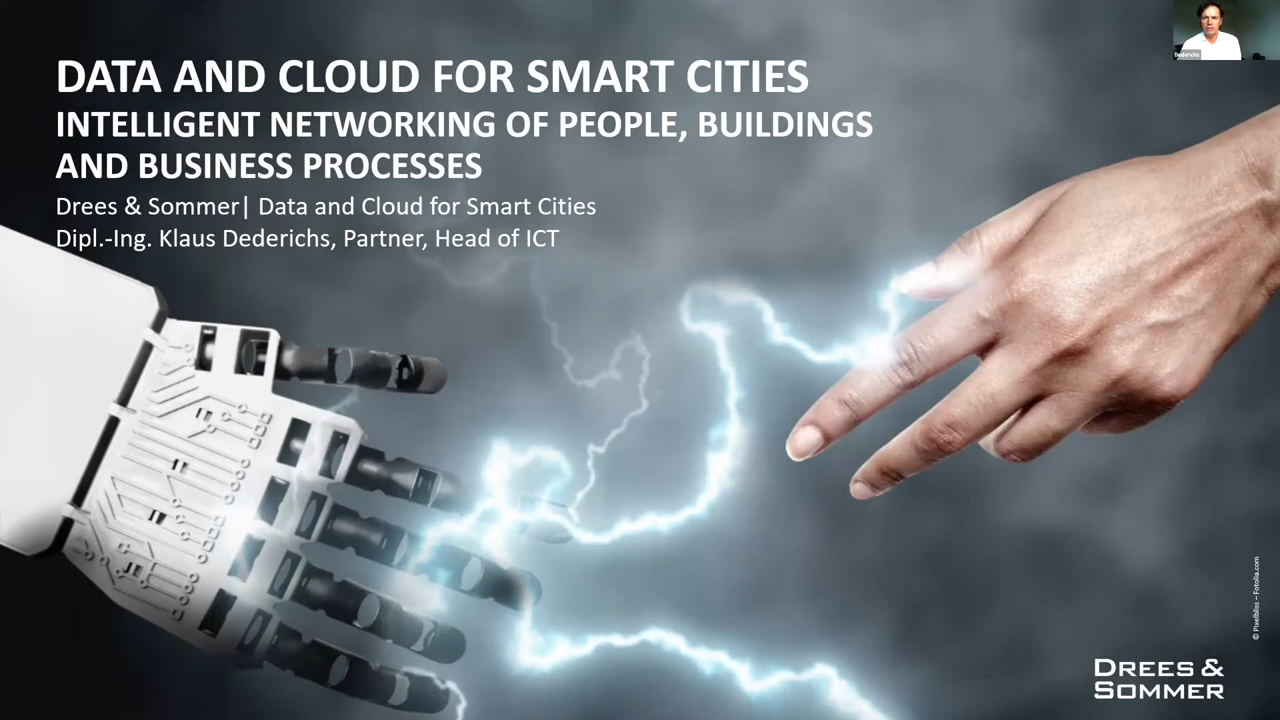 DATA AND CLOUD FOR SMART CITIES
INTELLIGENT NETWORKING OF PEOPLE, BUILDINGS
AND BUSINESS PROCESSES
Drees & Sommer| Data and Cloud for Smart Cities
Dipl.-Ing. Klaus Dederichs, Partner, Head of ICT
Dederichs
© Pixelbliss – Fotolia.com
DREES &
SOMMER